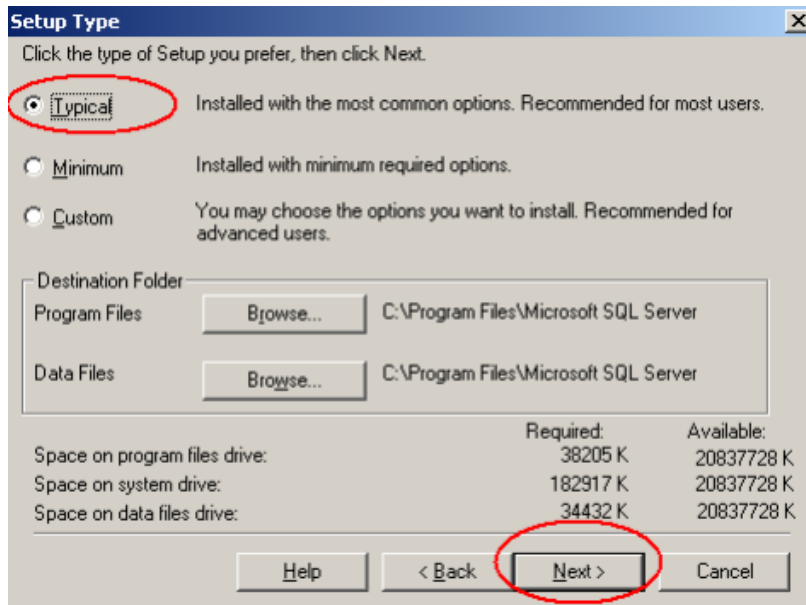 Setup Type
Click the type of Setup you prefer, then click Next.
Typical Installed with the most common options. Recommended for most users.
Minimum Installed with minimum required options.
Custom You may choose the options you want to install. Recommended for
advanced users.
Destination Folder
Program Files Browse... C:\Program Files\Microsoft SQL Server
Data Files Browse... C:\Program Files\Microsoft SQL Server
Required: Available:
Space on program files drive: 38205 K 20837728 K
Space on system drive: 182917 K 20837728 K
Space on data files drive: 34432 K 20837728 K
Help < Back Next > Cancel